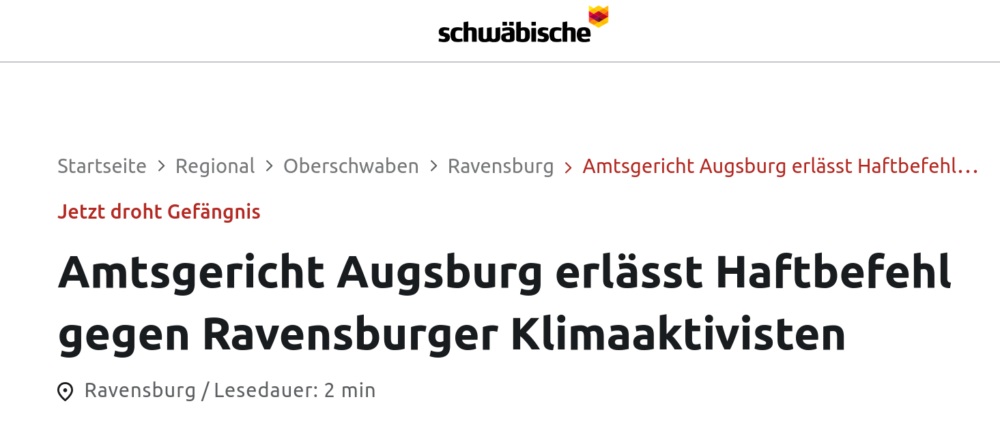 schwäbische
Startseite > Regional > Oberschwaben > Ravensburg > Amtsgericht Augsburg erlässt Haftbefehl…
Jetzt droht Gefängnis
Amtsgericht Augsburg erlässt Haftbefehl
gegen Ravensburger Klimaaktivisten
Ravensburg / Lesedauer: 2 min